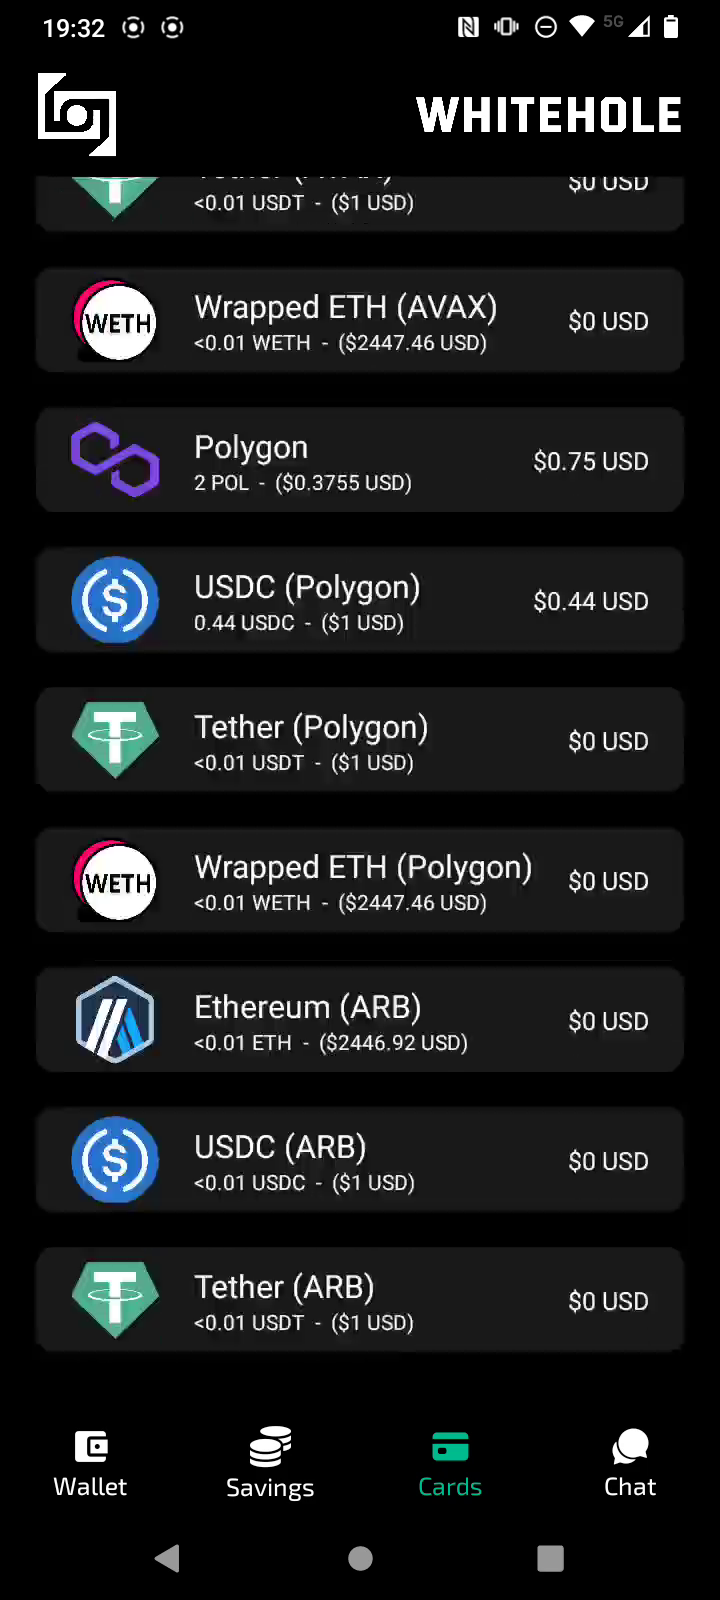 19:32
5G
WHITEHOLE
$0 USD
<0.01 USDT - ($1 USD)
WETH
Wrapped ETH (AVAX)
<0.01 WETH - ($2447.46 USD)
$0 USD
Polygon
2 POL - ($0.3755 USD)
$0.75 USD
USDC (Polygon)
0.44 USDC - ($1 USD)
$0.44 USD
Tether (Polygon)
<0.01 USDT - ($1 USD)
$0 USD
WETH
Wrapped ETH (Polygon)
<0.01 WETH - ($2447.46 USD)
$0 USD
Ethereum (ARB)
<0.01 ETH - ($2446.92 USD)
$0 USD
USDC (ARB)
<0.01 USDC - ($1 USD)
$0 USD
Tether (ARB)
<0.01 USDT - ($1 USD)
$0 USD
Wallet
Savings
Cards
Chat